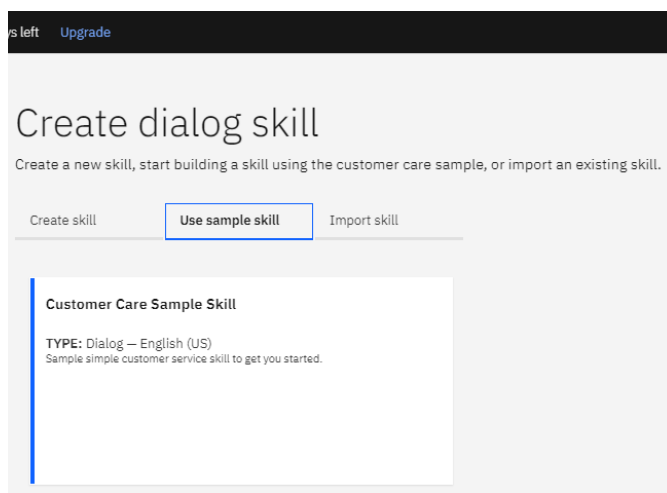 left Upgrade
Create dialog skill
Create a new skill, start building a skill using the customer care sample, or import an existing skill.
Create skill Use sample skill Import skill
Customer Care Sample Skill
TYPE: Dialog — English (US)
Sample simple customer service skill to get you started.